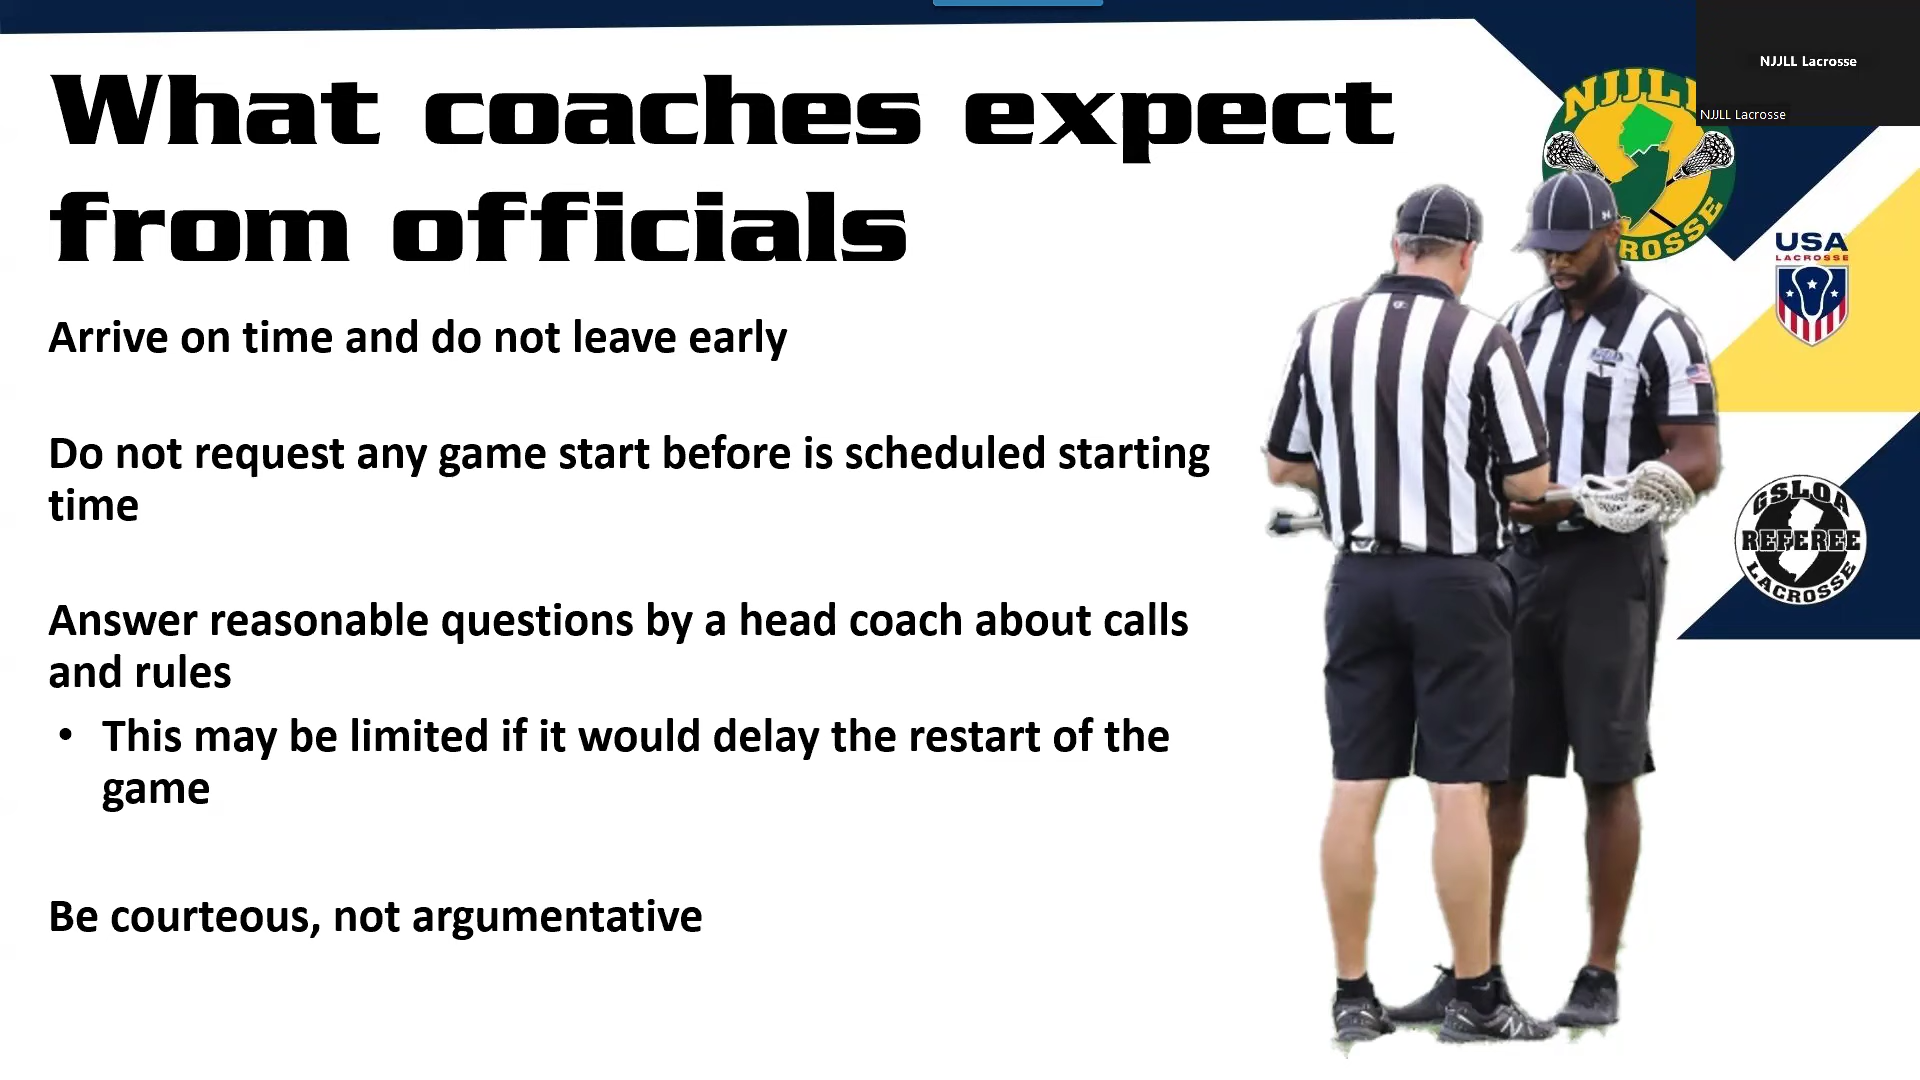 What coaches expect
from officials
Arrive on time and do not leave early
Do not request any game start before is scheduled starting
time
Answer reasonable questions by a head coach about calls
and rules
• This may be limited if it would delay the restart of the
game
Be courteous, not argumentative
NJJLL Lacrosse
NJJLL Lacrosse
USA
LACROSSE
GSLOA
REFEREE
LACROSSE